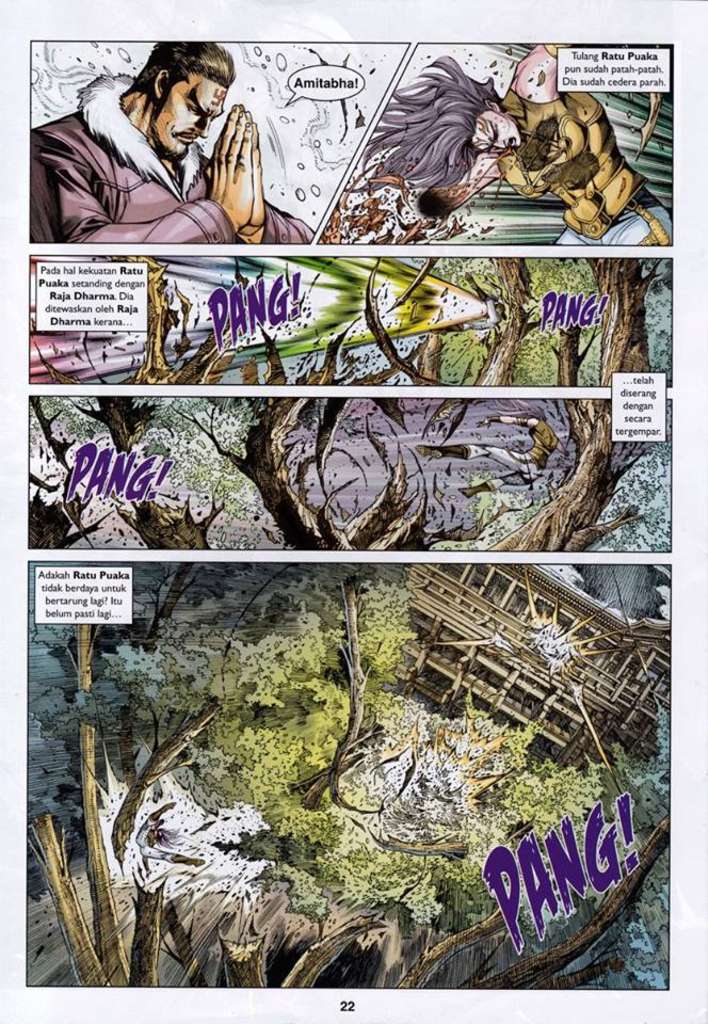 Amitabha!
Tulang Ratu Puaka
pun sudah patah-patah.
Dia sudah cedera parah.
Pada hal kekuatan Ratu
Puaka setanding dengan
Raja Dharma. Dia
ditewaskan oleh Raja
Dharma kerana...
PANG!
PANG!
...telah
diserang
dengan
secara
tergempar.
PANG!
Adakah Ratu Puaka
tidak berdaya untuk
bertarung lagi? Itu
belum pasti lagi...
PANG!
22